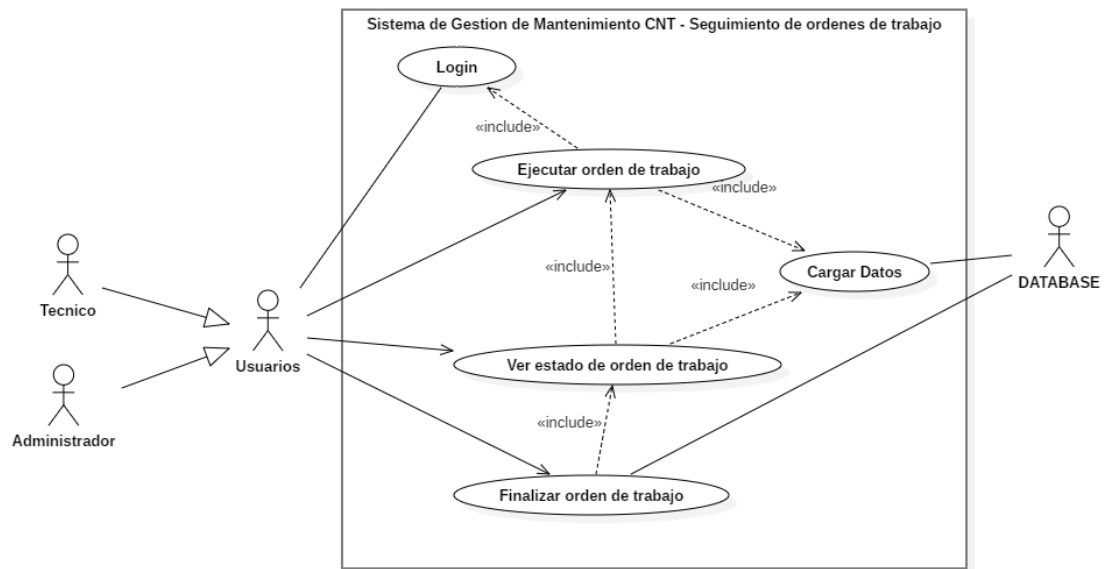 Sistema de Gestion de Mantenimiento CNT - Seguimiento de ordenes de trabajo
Login
«include»
Ejecutar orden de trabajo
«include»
Tecnico
Cargar Datos
DATABASE
«include»
«include»
Usuarios
Ver estado de orden de trabajo
Administrador
«include»
Finalizar orden de trabajo